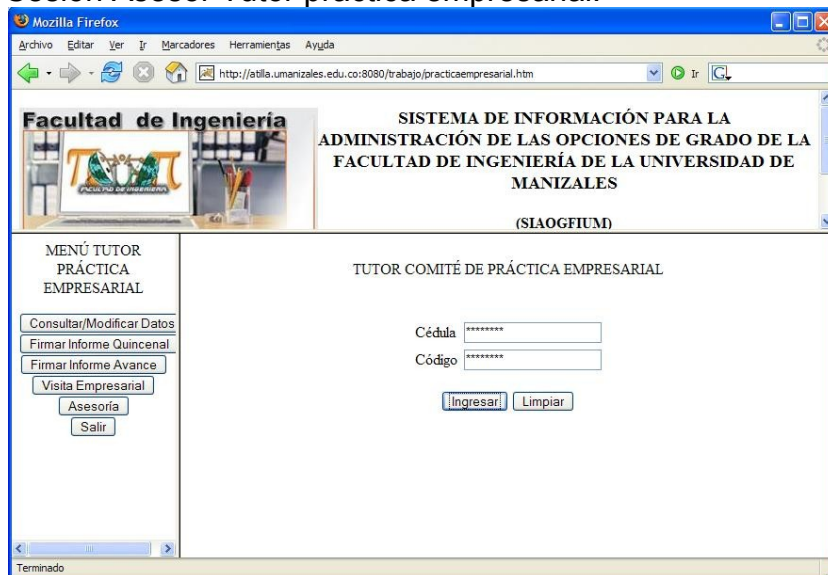 Sesión Asesor Tutor práctica empresarial.
Mozilla Firefox
Archivo Editar Ver Ir Marcadores Herramientas Ayuda
http://atilla.umanizales.edu.co:8080/trabajo/practicaempresarial.htm Ir
Facultad de Ingeniería
FACULTAD DE INGENIERIA
SISTEMA DE INFORMACIÓN PARA LA
ADMINISTRACIÓN DE LAS OPCIONES DE GRADO DE LA
FACULTAD DE INGENIERÍA DE LA UNIVERSIDAD DE
MANIZALES
(SIAOGFIUM)
MENÚ TUTOR
PRÁCTICA
EMPRESARIAL
Consultar/Modificar Datos
Firmar Informe Quincenal
Firmar Informe Avance
Visita Empresarial
Asesoría
Salir
TUTOR COMITÉ DE PRÁCTICA EMPRESARIAL
Cédula ********
Código ********
Ingresar Limpiar
Terminado